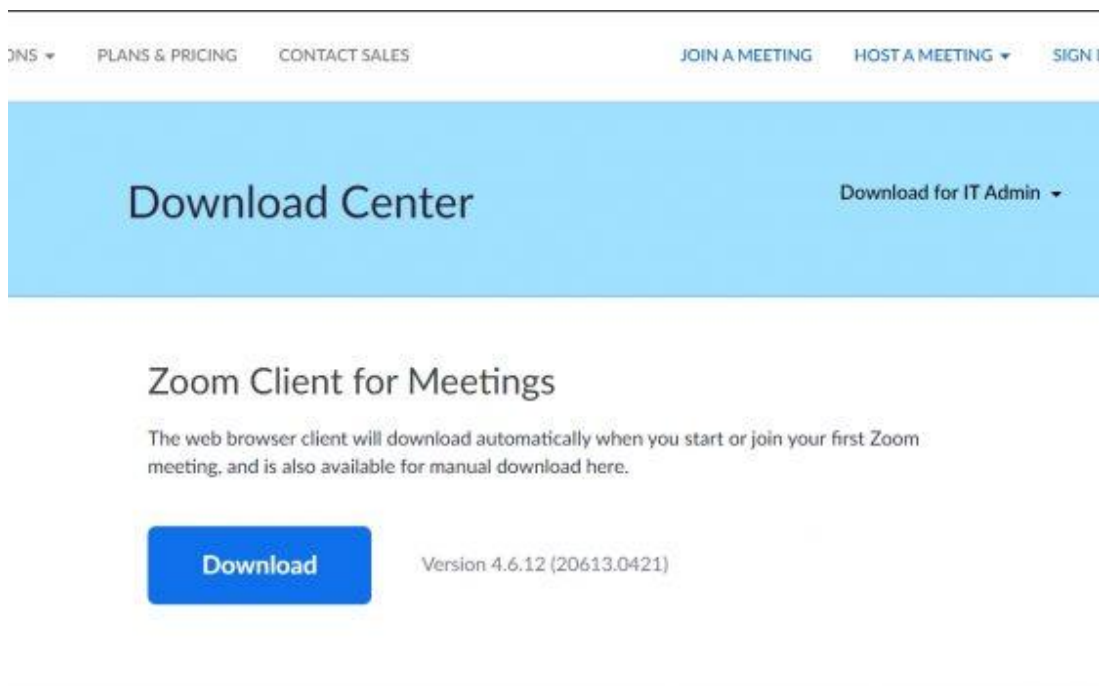 PLANS & PRICING CONTACT SALES JOIN A MEETING HOST A MEETING SIGN
Download Center Download for IT Admin
Zoom Client for Meetings
The web browser client will download automatically when you start or join your first Zoom
meeting, and is also available for manual download here.
Download Version 4.6.12 (20613.0421)